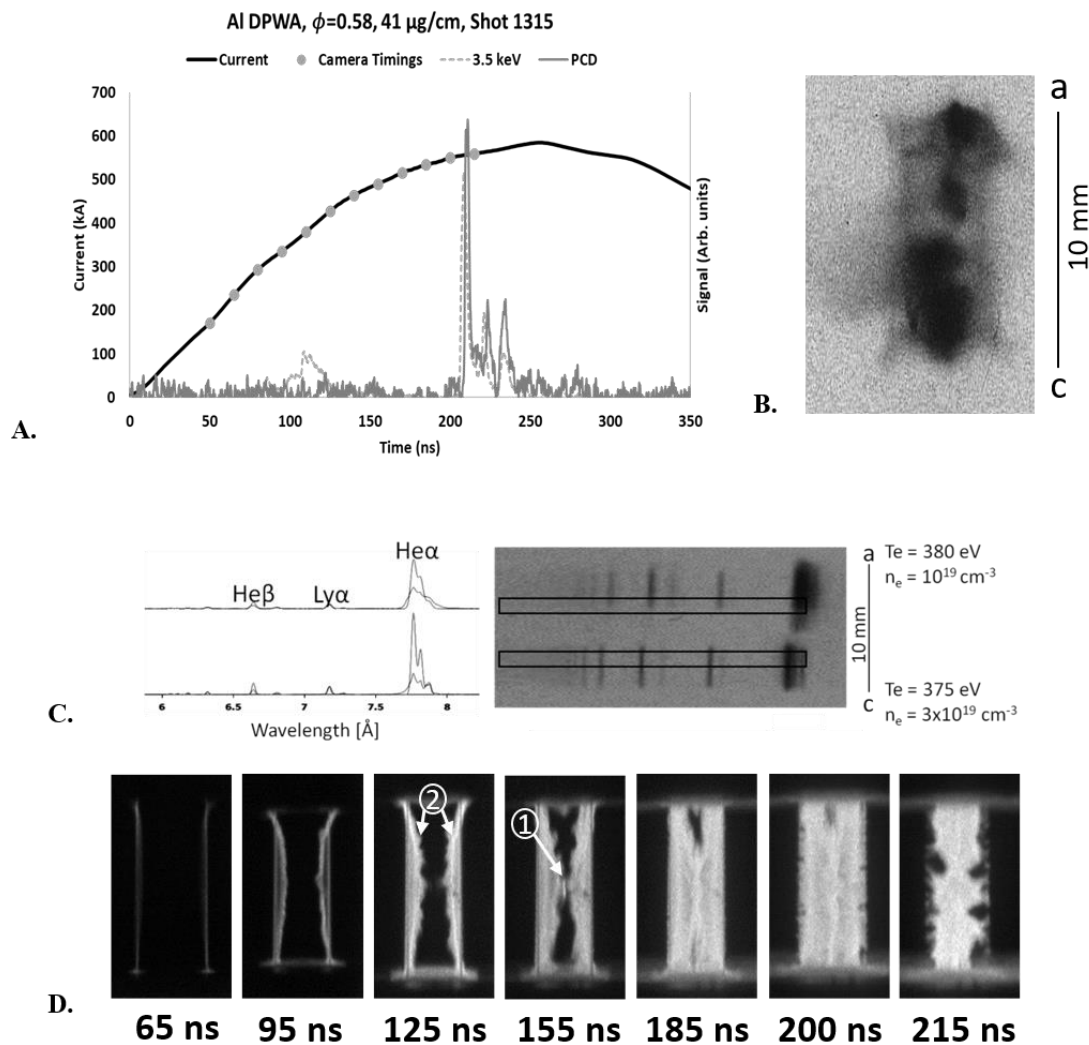 Al DPWA, ϕ=0.58, 41 µg/cm, Shot 1315
Current Camera Timings 3.5 keV PCD
700
600
500
400
300
200
100
0
Current (kA)
0 50 100 150 200 250 300 350
Time (ns)
Signal (Arb. units)
A.
a
10 mm
c
B.
Heα
Heβ Lyα
6 6.5 7 7.5 8
Wavelength [Å]
C.
a
10 mm
c
Te = 380 eV
nₑ = 10¹⁹ cm⁻³
Te = 375 eV
nₑ = 3x10¹⁹ cm⁻³
②
①
D.
65 ns 95 ns 125 ns 155 ns 185 ns 200 ns 215 ns